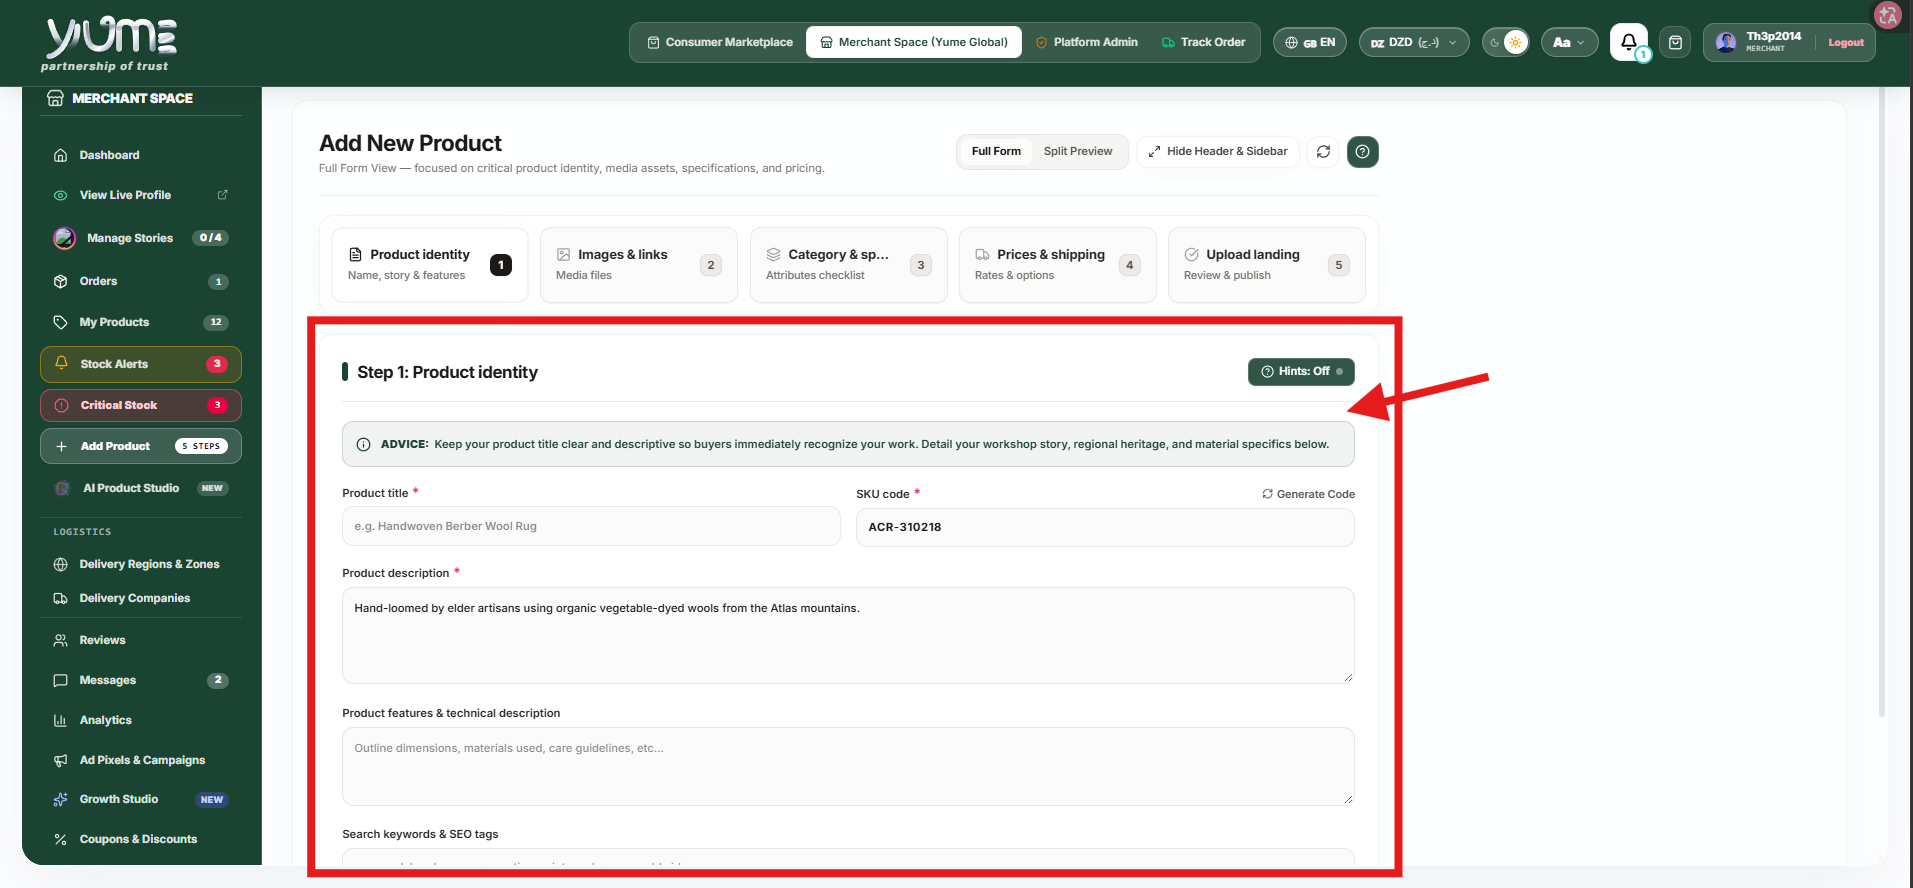 yume
partnership of trust
Consumer Marketplace
Merchant Space (Yume Global)
Platform Admin
Track Order
GB EN
DZ DZD (د.ج)
Aa
1
Th3p2014
MERCHANT
Logout
MERCHANT SPACE
Dashboard
View Live Profile
Manage Stories 0/4
Orders 1
My Products 12
Stock Alerts 3
Critical Stock 3
Add Product 5 STEPS
AI Product Studio NEW
LOGISTICS
Delivery Regions & Zones
Delivery Companies
Reviews
Messages 2
Analytics
Ad Pixels & Campaigns
Growth Studio NEW
Coupons & Discounts
Add New Product
Full Form View — focused on critical product identity, media assets, specifications, and pricing.
Full Form
Split Preview
Hide Header & Sidebar
Product identity
Name, story & features
1
Images & links
Media files
2
Category & sp...
Attributes checklist
3
Prices & shipping
Rates & options
4
Upload landing
Review & publish
5
Step 1: Product identity
Hints: Off
ADVICE: Keep your product title clear and descriptive so buyers immediately recognize your work. Detail your workshop story, regional heritage, and material specifics below.
Product title *
e.g. Handwoven Berber Wool Rug
SKU code *
Generate Code
ACR-310218
Product description *
Hand-loomed by elder artisans using organic vegetable-dyed wools from the Atlas mountains.
Product features & technical description
Outline dimensions, materials used, care guidelines, etc...
Search keywords & SEO tags